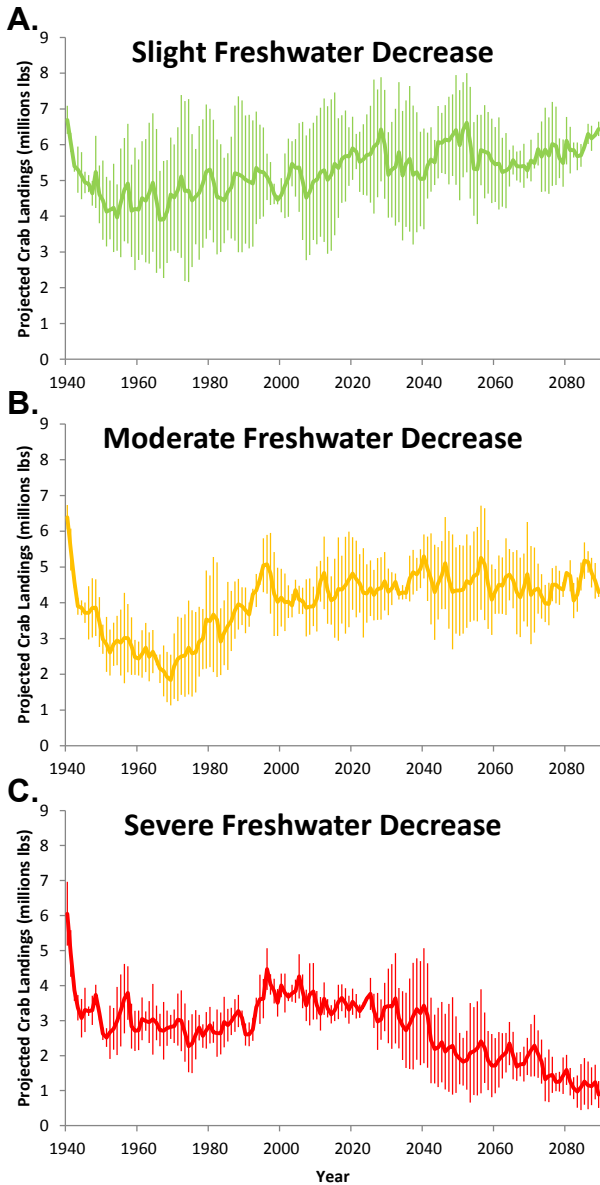 A.
Slight Freshwater Decrease
Projected Crab Landings (millions lbs)
9
8
7
6
5
4
3
2
1
0
1940 1960 1980 2000 2020 2040 2060 2080
B.
Moderate Freshwater Decrease
Projected Crab Landings (millions lbs)
9
8
7
6
5
4
3
2
1
0
1940 1960 1980 2000 2020 2040 2060 2080
C.
Severe Freshwater Decrease
Projected Crab Landings (millions lbs)
9
8
7
6
5
4
3
2
1
0
1940 1960 1980 2000 2020 2040 2060 2080
Year